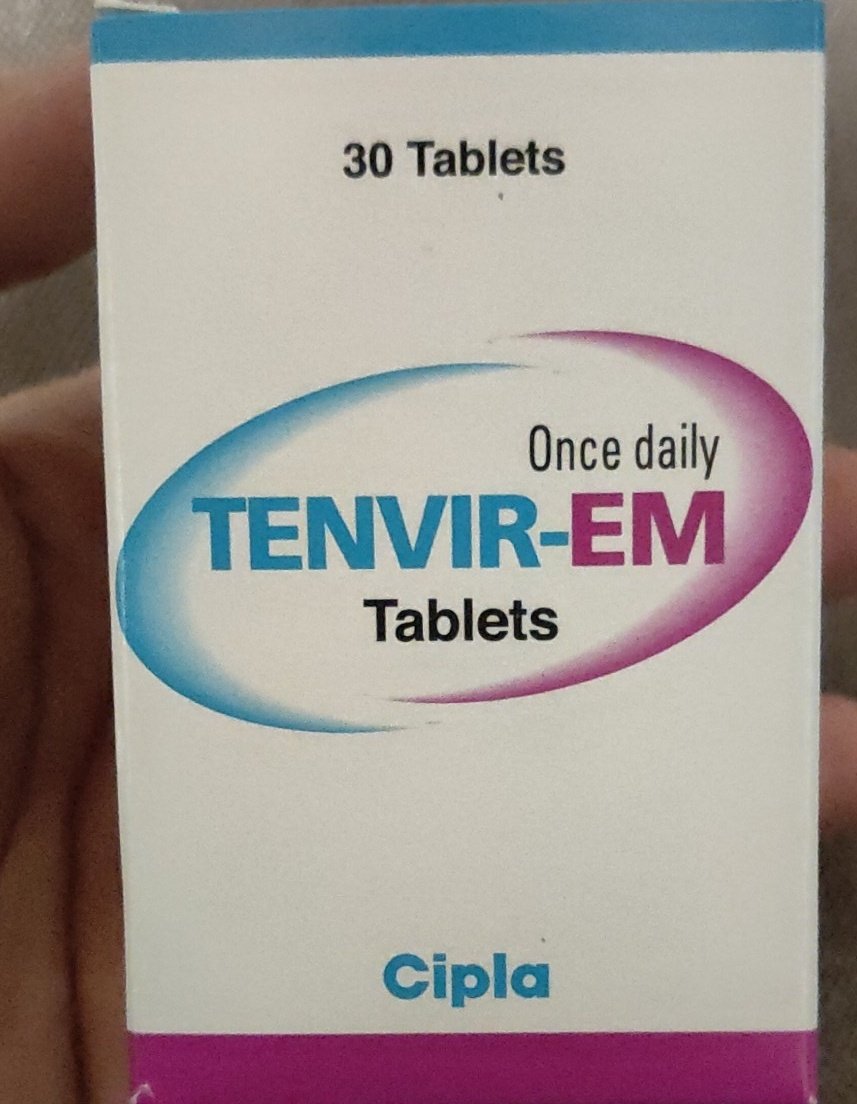 30 Tablets
Once daily
TENVIR-EM
Tablets
Cipla